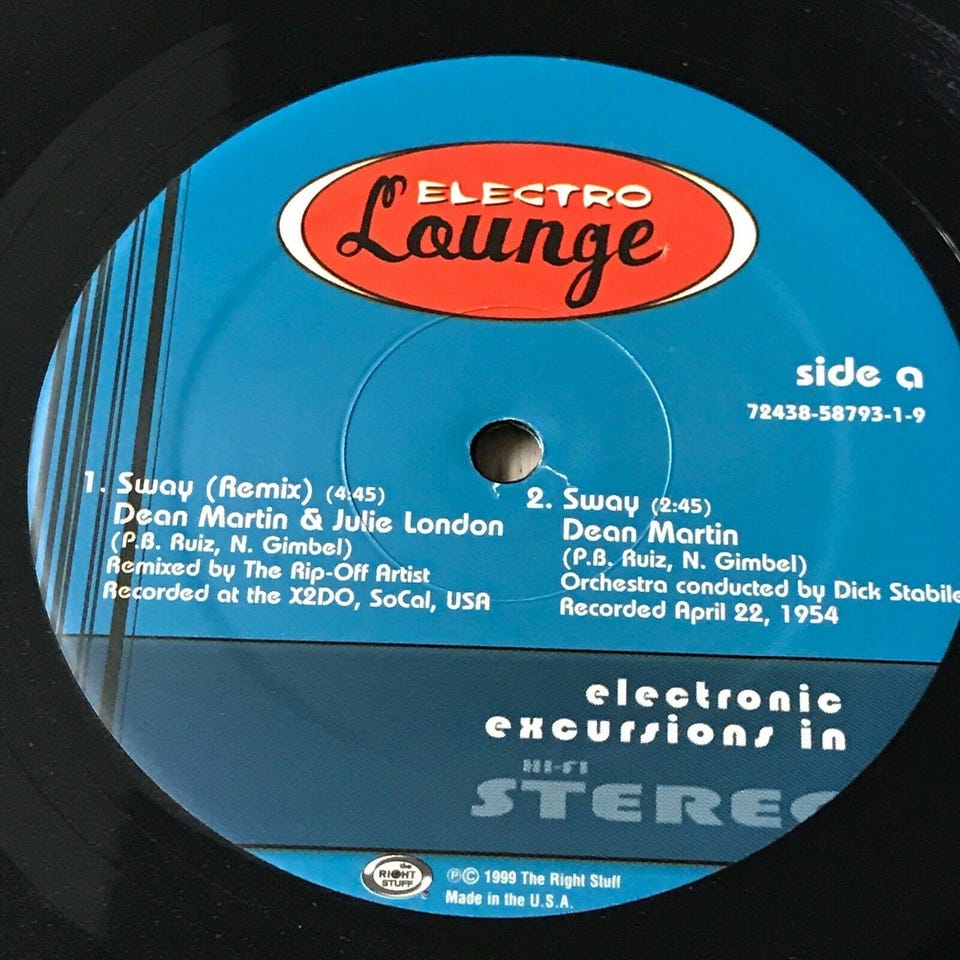 ELECTRO
Lounge
side a
72438-58793-1-9
1. Sway (Remix) (4:45)
Dean Martin & Julie London
(P.B. Ruiz, N. Gimbel)
Remixed by The Rip-Off Artist
Recorded at the X2DO, SoCal, USA
2. Sway (2:45)
Dean Martin
(P.B. Ruiz, N. Gimbel)
Orchestra conducted by Dick Stabile
Recorded April 22, 1954
electronic
excursions in
HI-FI
STEREO
the
RIGHT
STUFF
℗© 1999 The Right Stuff
Made in the U.S.A.